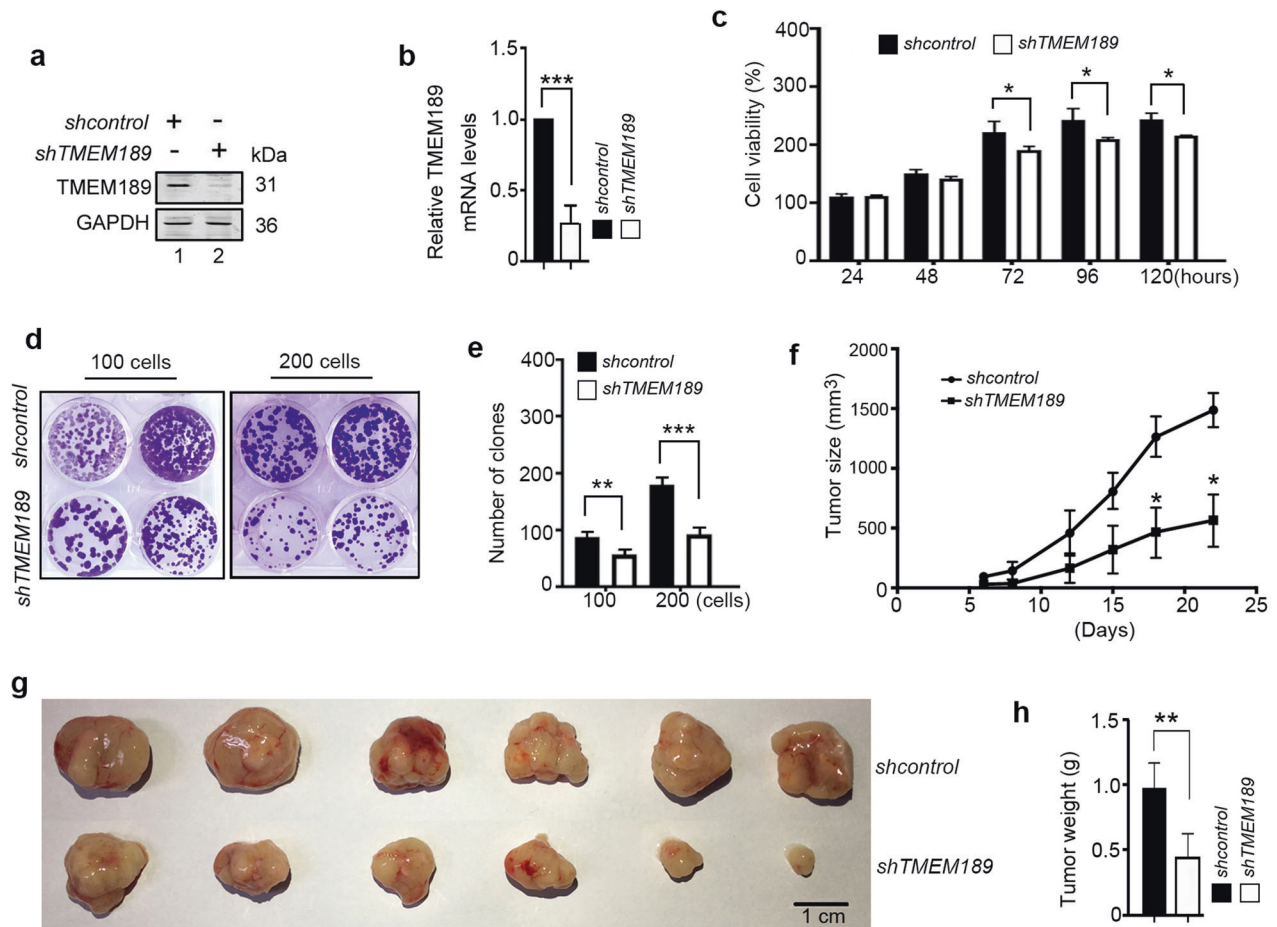 a
shcontrol + -
shTMEM189 - + kDa
TMEM189 31
GAPDH 36
1 2
b
Relative TMEM189
mRNA levels
1.5
1.0
0.5
0
***
shcontrol
shTMEM189
c
Cell viability (%)
400
300
200
100
0
shcontrol shTMEM189
* * *
24 48 72 96 120(hours)
d
100 cells 200 cells
shcontrol
shTMEM189
e
Number of clones
400
300
200
100
0
shcontrol
shTMEM189
** ***
100 200 (cells)
f
Tumor size (mm³)
2000
1500
1000
500
0
shcontrol
shTMEM189
* *
0 5 10 15 20 25
(Days)
g
shcontrol
shTMEM189
1 cm
h
Tumor weight (g)
1.5
1.0
0.5
0
**
shcontrol
shTMEM189